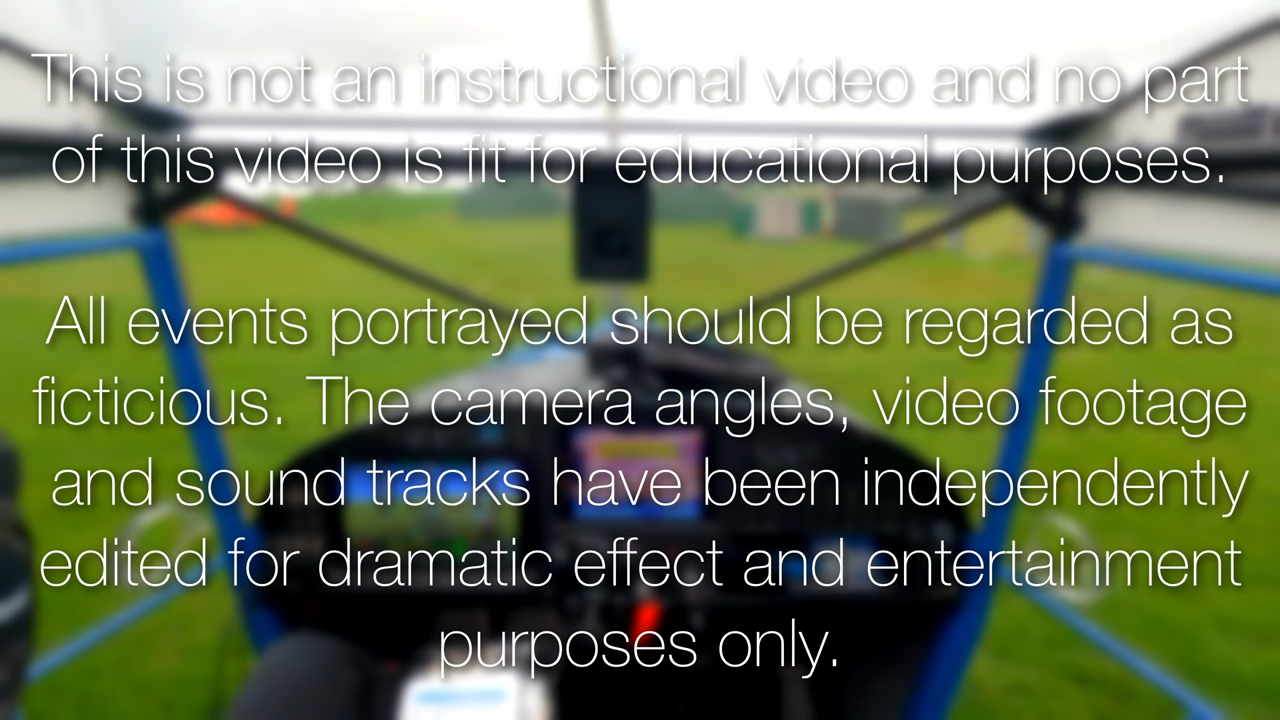 This is not an instructional video and no part
of this video is fit for educational purposes.
All events portrayed should be regarded as
ficticious. The camera angles, video footage
and sound tracks have been independently
edited for dramatic effect and entertainment
purposes only.